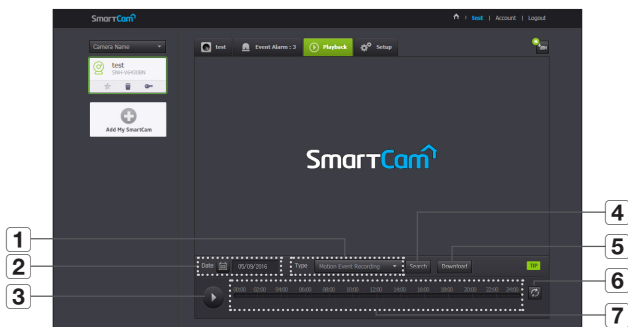 SmartCam
test | Account | Logout
Camera Name
test Event Alarm : 3 Playback Setup
test
SNH-V6430BN
Add My SmartCam
SmartCam
4
1
5
2
Date 05/09/2016 Type Motion Event Recording Search Download TIP
6
3
00:00 02:00 04:00 06:00 08:00 10:00 12:00 14:00 16:00 18:00 20:00 22:00 24:00
7